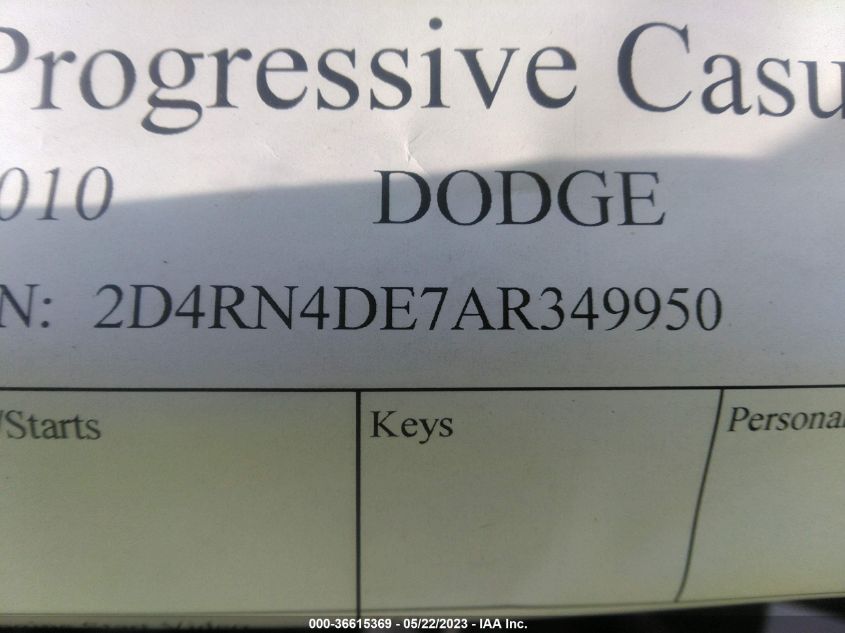 Progressive Casu
010 DODGE
N: 2D4RN4DE7AR349950
/Starts Keys Personal
000-36615369 - 05/22/2023 - IAA Inc.